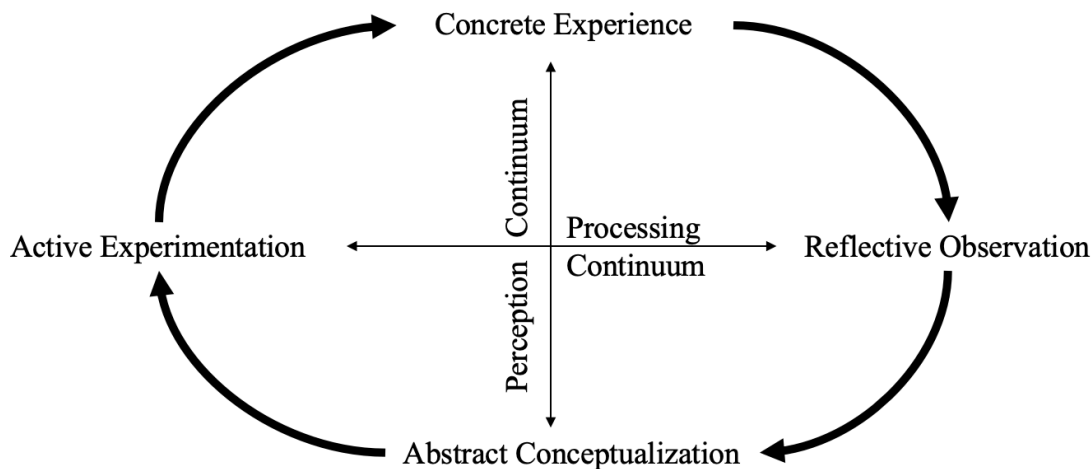 Concrete Experience
Perception Continuum
Processing
Continuum
Active Experimentation
Reflective Observation
Abstract Conceptualization